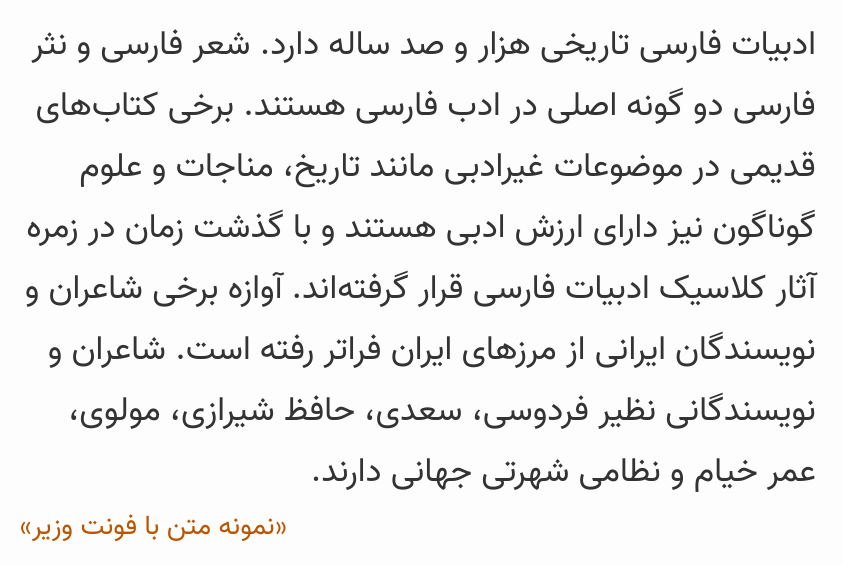 ادبیات فارسی تاریخی هزار و صد ساله دارد. شعر فارسی و نثر
فارسی دو گونه اصلی در ادب فارسی هستند. برخی کتاب‌های
قدیمی در موضوعات غیرادبی مانند تاریخ، مناجات و علوم
گوناگون نیز دارای ارزش ادبی هستند و با گذشت زمان در زمره
آثار کلاسیک ادبیات فارسی قرار گرفته‌اند. آوازه برخی شاعران و
نویسندگان ایرانی از مرزهای ایران فراتر رفته است. شاعران و
نویسندگانی نظیر فردوسی، سعدی، حافظ شیرازی، مولوی،
عمر خیام و نظامی شهرتی جهانی دارند.
«نمونه متن با فونت وزیر»